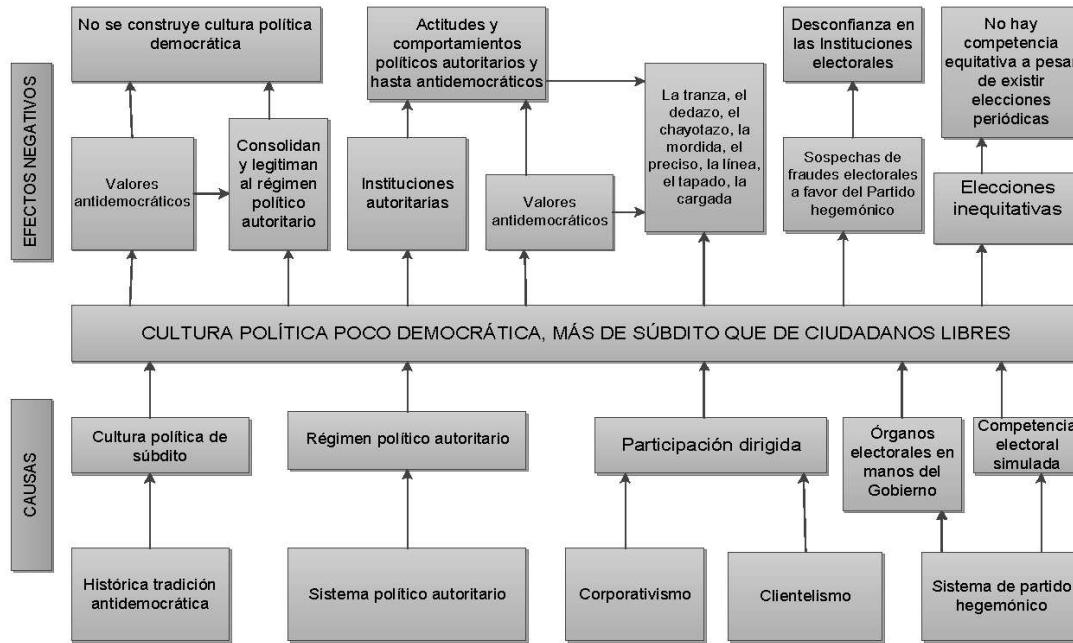 No se construye cultura política
democrática
Actitudes y
comportamientos
políticos autoritarios y
hasta antidemocráticos
Desconfianza en
las Instituciones
electorales
No hay
competencia
equitativa a pesar
de existir
elecciones
periódicas
EFECTOS NEGATIVOS
Valores
antidemocráticos
Consolidan
y legitiman
al régimen
político
autoritario
Instituciones
autoritarias
Valores
antidemocráticos
La tranza, el
dedazo, el
chayotazo, la
mordida, el
preciso, la línea,
el tapado, la
cargada
Sospechas de
fraudes electorales
a favor del Partido
hegemónico
Elecciones
inequitativas
CULTURA POLÍTICA POCO DEMOCRÁTICA, MÁS DE SÚBDITO QUE DE CIUDADANOS LIBRES
CAUSAS
Cultura política de
súbdito
Régimen político autoritario
Participación dirigida
Órganos
electorales en
manos del
Gobierno
Competencia
electoral
simulada
Histórica tradición
antidemocrática
Sistema político autoritario
Corporativismo
Clientelismo
Sistema de partido
hegemónico